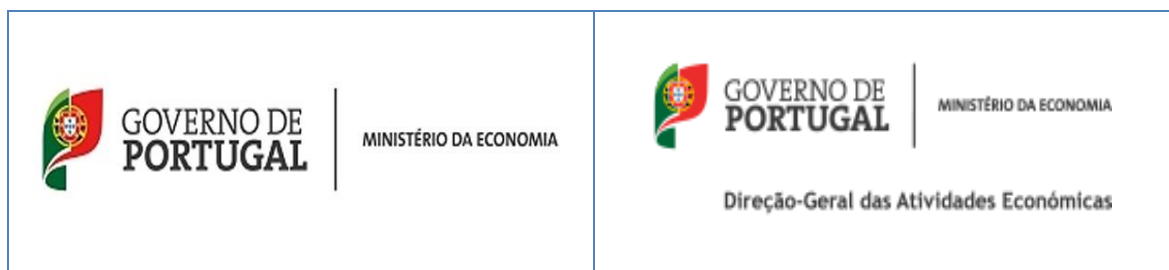 GOVERNO DE
PORTUGAL
MINISTÉRIO DA ECONOMIA
GOVERNO DE
PORTUGAL
MINISTÉRIO DA ECONOMIA
Direção-Geral das Atividades Económicas